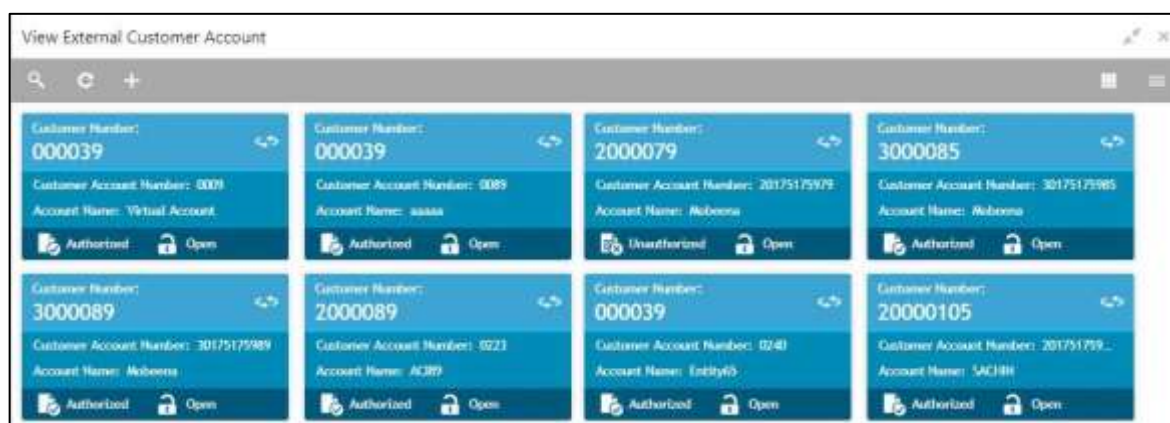 View External Customer Account
Customer Number:
000039
Customer Account Number: 0009
Account Name: Virtual Account
Authorized Open
Customer Number:
000039
Customer Account Number: 0089
Account Name: aaaaa
Authorized Open
Customer Number:
2000079
Customer Account Number: 20175175979
Account Name: Mobeena
Unauthorized Open
Customer Number:
3000085
Customer Account Number: 30175175985
Account Name: Mobeena
Authorized Open
Customer Number:
3000089
Customer Account Number: 30175175989
Account Name: Mobeena
Authorized Open
Customer Number:
2000089
Customer Account Number: 0223
Account Name:
Authorized Open
Customer Number:
000039
Customer Account Number: 0240
Account Name: Entity65
Authorized Open
Customer Number:
20000105
Customer Account Number: 201751759...
Account Name: SACHIN
Authorized Open